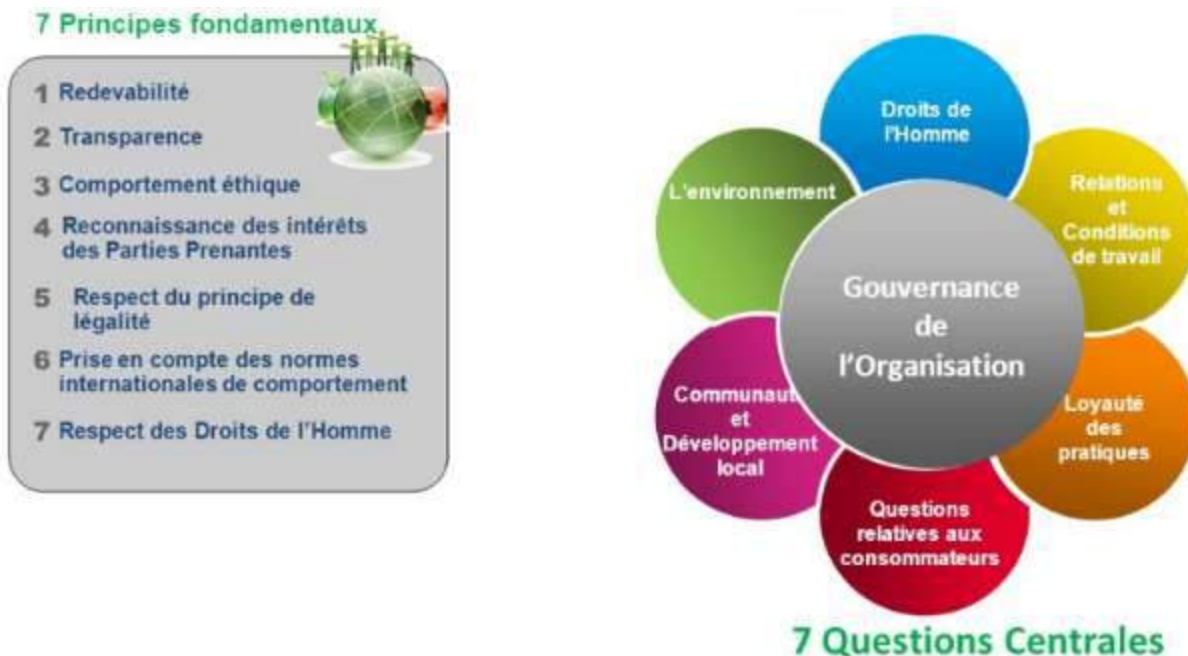 7 Principes fondamentaux
1 Redevabilité
2 Transparence
3 Comportement éthique
4 Reconnaissance des intérêts
des Parties Prenantes
5 Respect du principe de
légalité
6 Prise en compte des normes
internationales de comportement
7 Respect des Droits de l'Homme
Droits de
l'Homme
Relations
et
Conditions
de travail
Loyauté
des
pratiques
Questions
relatives aux
consommateurs
Communaut
et
Développement
local
L'environnement
Gouvernance
de
l'Organisation
7 Questions Centrales